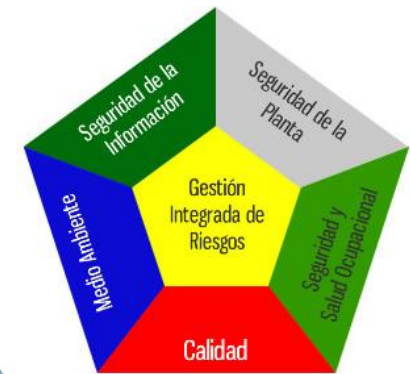 Seguridad de la
Información
Seguridad de la
Planta
Medio Ambiente
Gestión
Integrada de
Riesgos
Seguridad y
Salud Ocupacional
Calidad